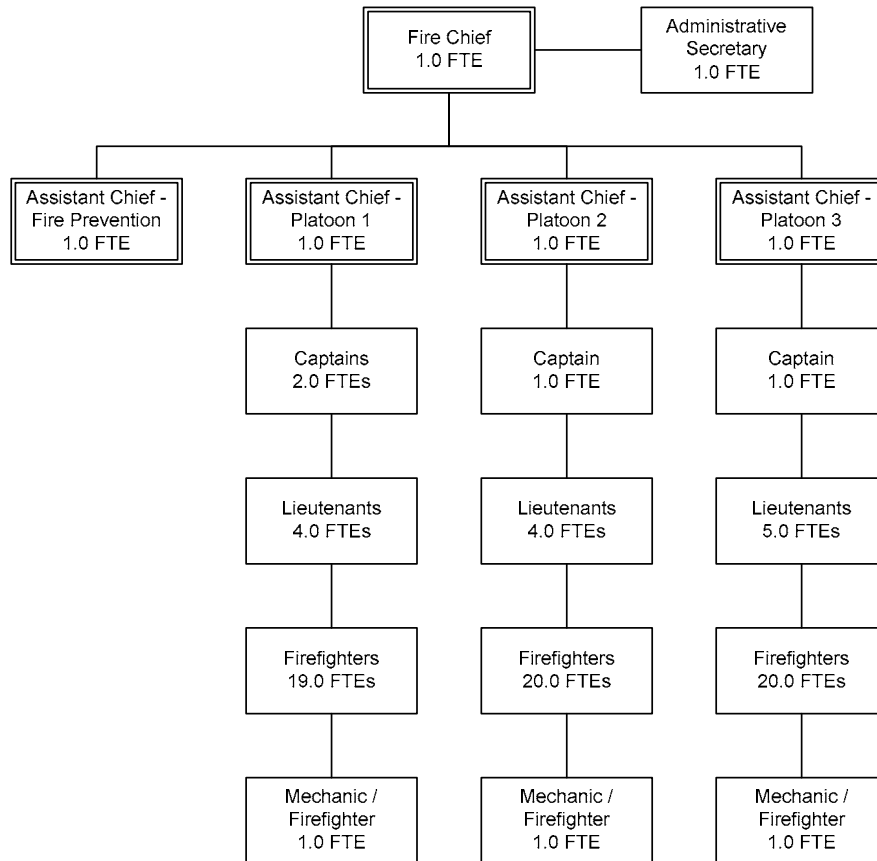 Fire Chief
1.0 FTE
Administrative
Secretary
1.0 FTE
Assistant Chief -
Fire Prevention
1.0 FTE
Assistant Chief -
Platoon 1
1.0 FTE
Assistant Chief -
Platoon 2
1.0 FTE
Assistant Chief -
Platoon 3
1.0 FTE
Captains
2.0 FTEs
Captain
1.0 FTE
Captain
1.0 FTE
Lieutenants
4.0 FTEs
Lieutenants
4.0 FTEs
Lieutenants
5.0 FTEs
Firefighters
19.0 FTEs
Firefighters
20.0 FTEs
Firefighters
20.0 FTEs
Mechanic /
Firefighter
1.0 FTE
Mechanic /
Firefighter
1.0 FTE
Mechanic /
Firefighter
1.0 FTE